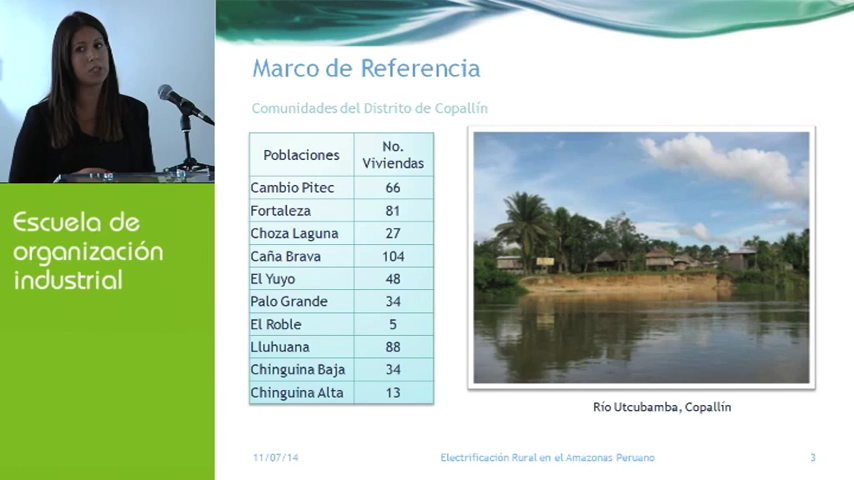 Escuela de
organización
industrial
Marco de Referencia
Comunidades del Distrito de Copallín
Poblaciones No. Viviendas
Cambio Pitec 66
Fortaleza 81
Choza Laguna 27
Caña Brava 104
El Yuyo 48
Palo Grande 34
El Roble 5
Lluhuana 88
Chinguina Baja 34
Chinguina Alta 13
Río Utcubamba, Copallín
11/07/14 Electrificación Rural en el Amazonas Peruano 3